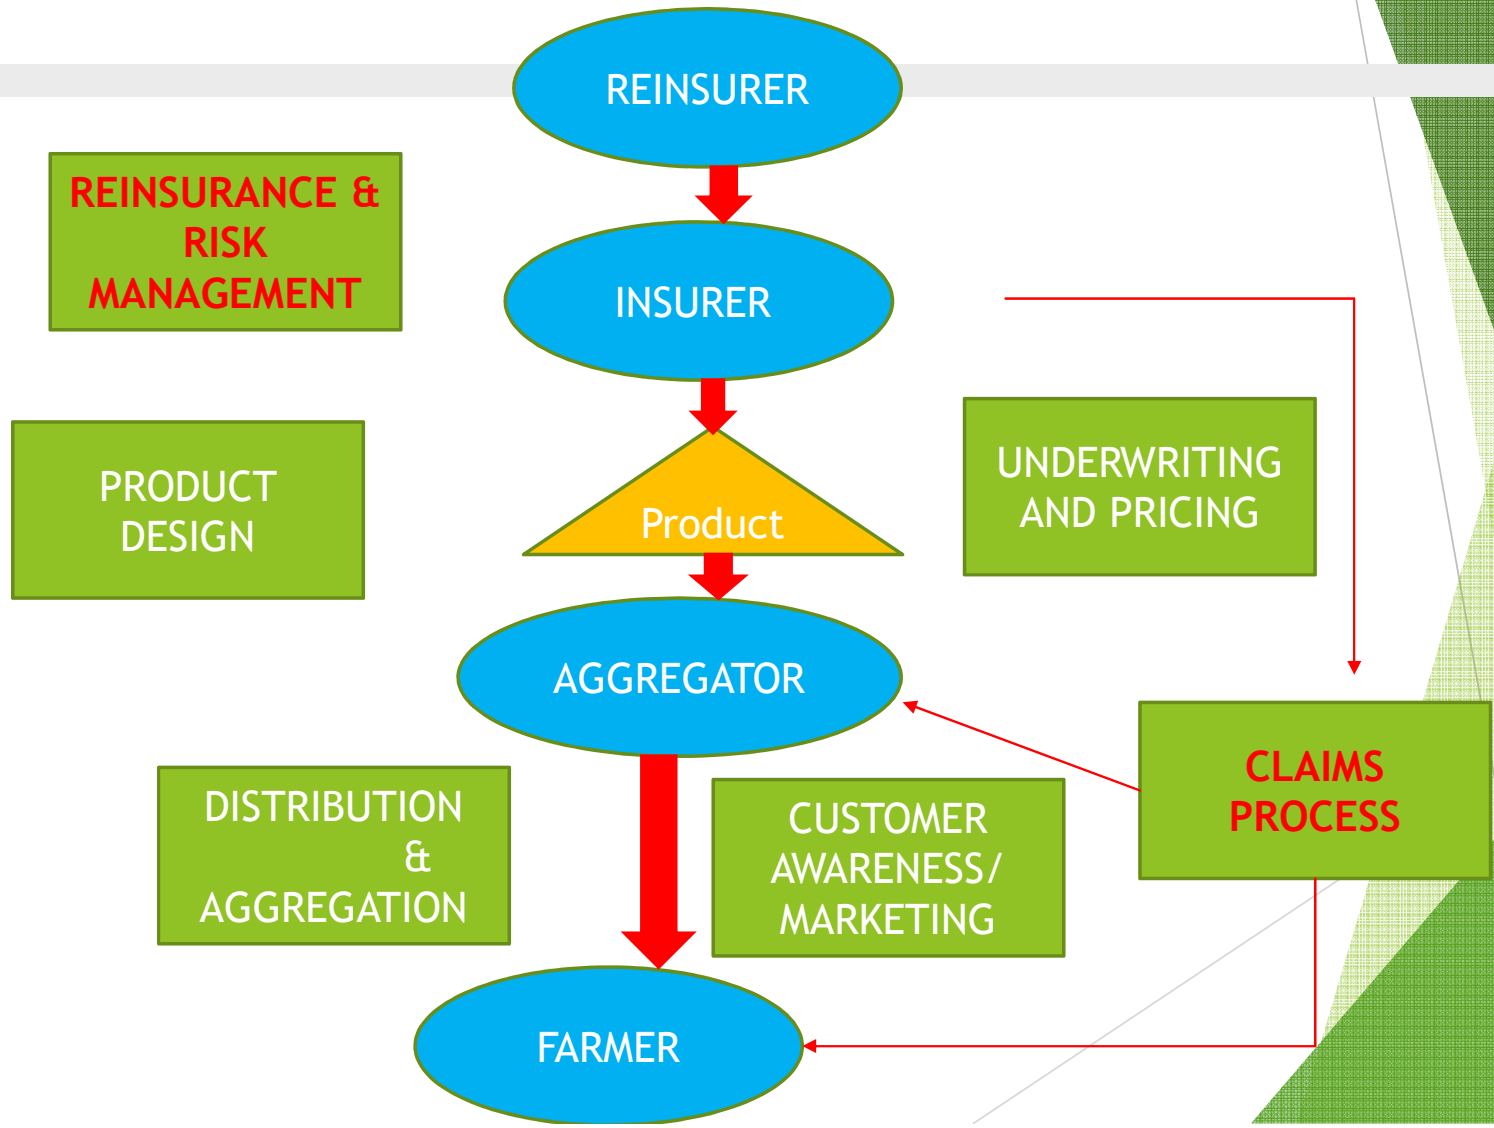 REINSURER
REINSURANCE &
RISK
MANAGEMENT
INSURER
PRODUCT
DESIGN
Product
UNDERWRITING
AND PRICING
AGGREGATOR
CLAIMS
PROCESS
DISTRIBUTION
&
AGGREGATION
CUSTOMER
AWARENESS/
MARKETING
FARMER